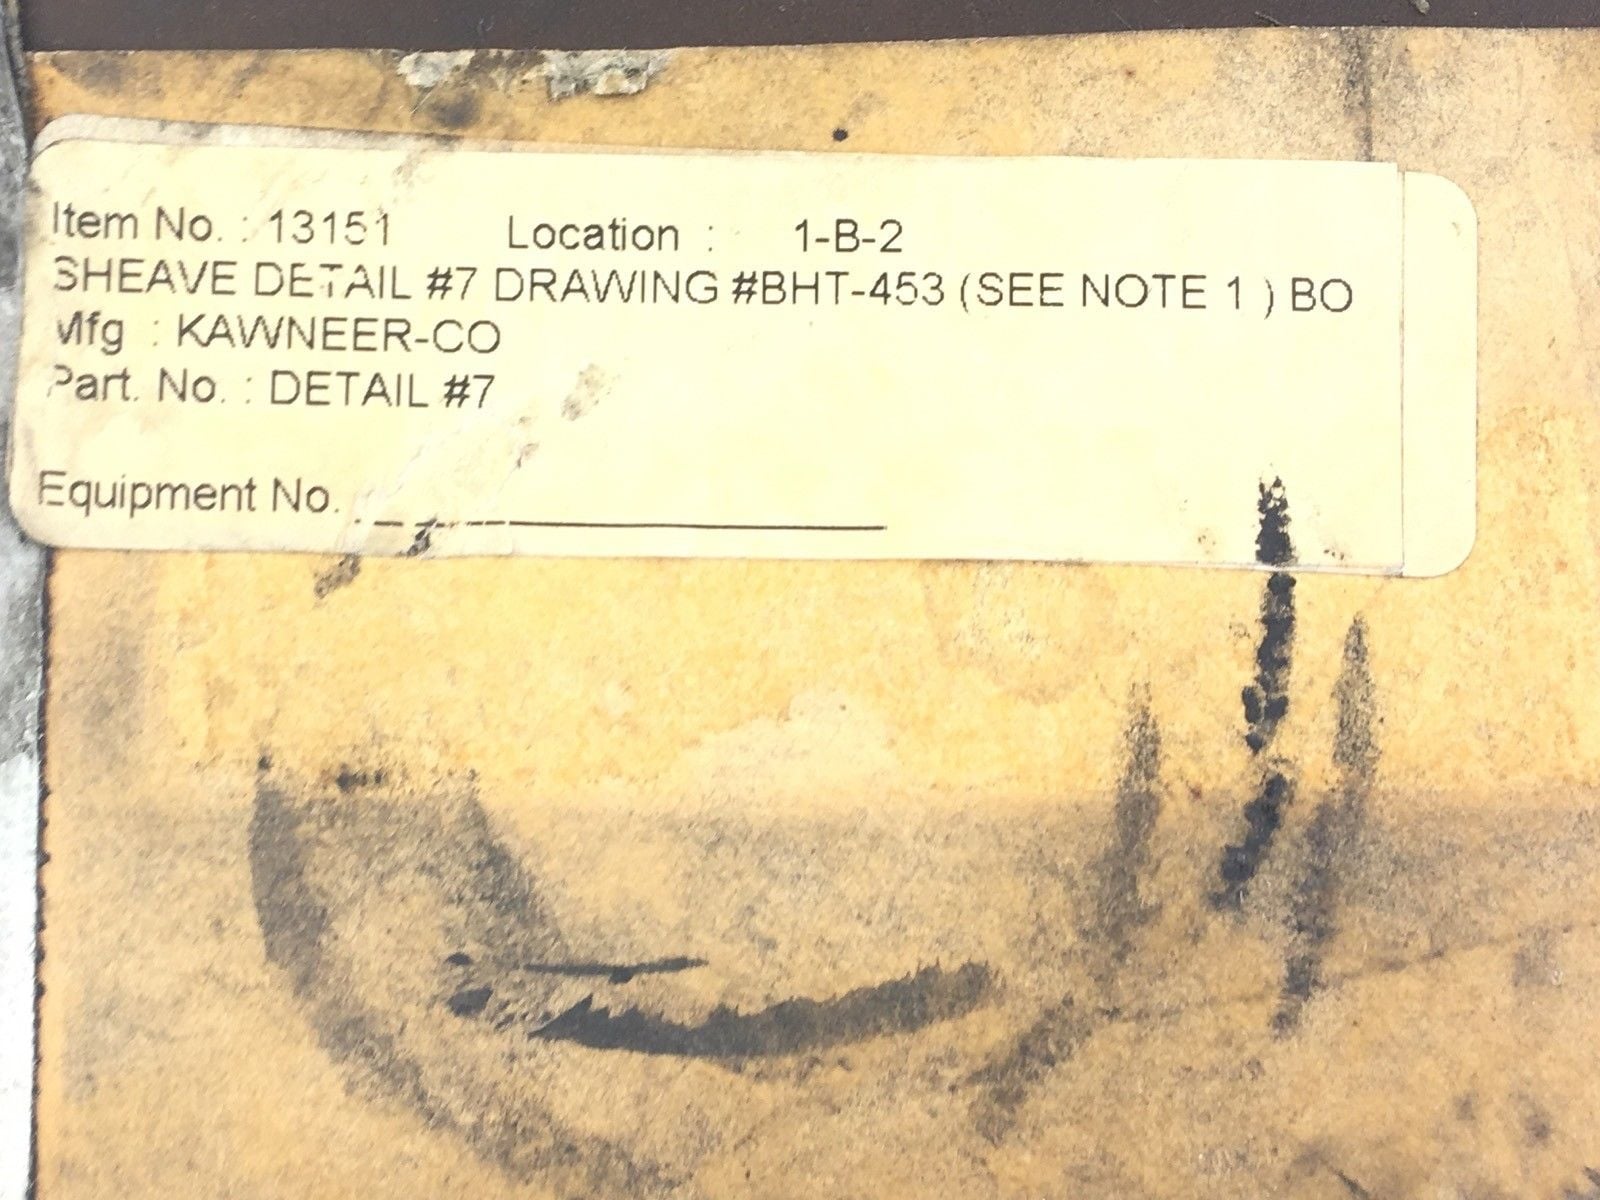 Item No. : 13151 Location : 1-B-2
SHEAVE DETAIL #7 DRAWING #BHT-453 (SEE NOTE 1 ) BO
Mfg : KAWNEER-CO
Part. No. : DETAIL #7
Equipment No. ____________________